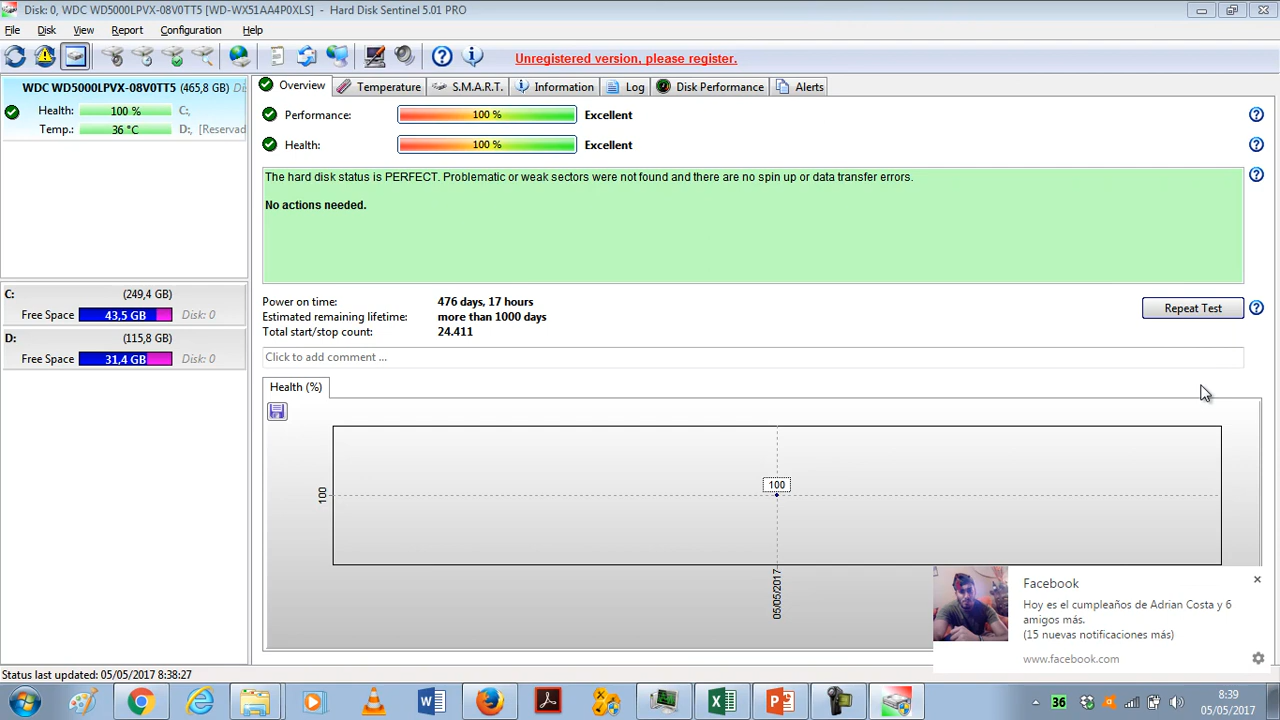 Disk: 0, WDC WD5000LPVX-08V0TT5 [WD-WX51AA4P0XLS] - Hard Disk Sentinel 5.01 PRO
File Disk View Report Configuration Help
Unregistered version, please register.
WDC WD5000LPVX-08V0TT5 (465,8 GB) Di
Health: 100 % C:,
Temp.: 36 °C D:, [Reservad
C: (249,4 GB)
Free Space 43,5 GB Disk: 0
D: (115,8 GB)
Free Space 31,4 GB Disk: 0
Overview Temperature S.M.A.R.T. Information Log Disk Performance Alerts
Performance: 100 % Excellent
Health: 100 % Excellent
The hard disk status is PERFECT. Problematic or weak sectors were not found and there are no spin up or data transfer errors.
No actions needed.
Power on time: 476 days, 17 hours
Estimated remaining lifetime: more than 1000 days
Total start/stop count: 24.411
Repeat Test
Click to add comment ...
Health (%)
100
100
05/05/2017
Facebook
Hoy es el cumpleaños de Adrian Costa y 6
amigos más.
(15 nuevas notificaciones más)
www.facebook.com
Status last updated: 05/05/2017 8:38:27
36
8:39
05/05/2017